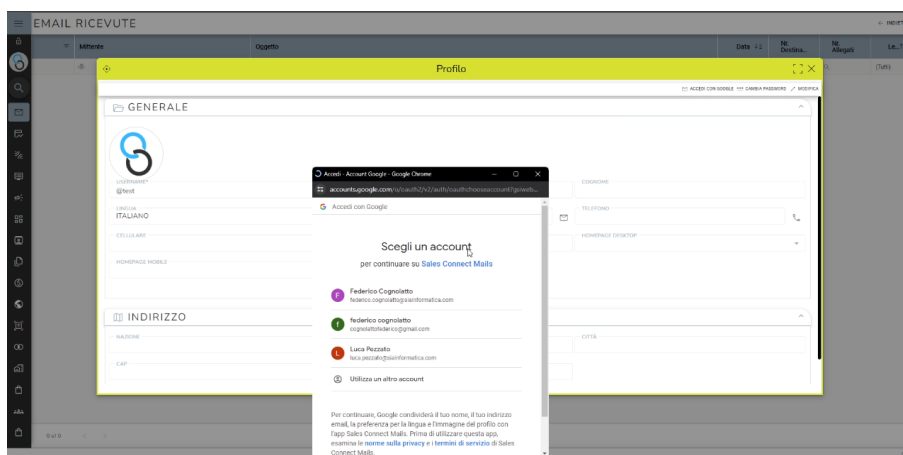 EMAIL RICEVUTE
Mittente
Oggetto
Data
Nr. Destina...
Nr. Allegati
Le...
(Tutti)
Profilo
ACCEDI CON GOOGLE
CAMBIA PASSWORD
MODIFICA
GENERALE
USERNAME*
@test
COGNOME
LINGUA
ITALIANO
TELEFONO
CELLULARE
HOMEPAGE DESKTOP
HOMEPAGE MOBILE
INDIRIZZO
NAZIONE
CITTÀ
CAP
Accedi - Account Google - Google Chrome
accounts.google.com/o/oauth2/v2/auth/oauthchooseaccount?gsiweb...
Accedi con Google
Scegli un account
per continuare su Sales Connect Mails
Federico Cognolatto
federico.cognolatto@siainformatica.com
federico cognolatto
cognolattofederico@gmail.com
Luca Pezzato
luca.pezzato@siainformatica.com
Utilizza un altro account
Per continuare, Google condividerà il tuo nome, il tuo indirizzo
email, la preferenza per la lingua e l'immagine del profilo con
l'app Sales Connect Mails. Prima di utilizzare questa app,
esamina le norme sulla privacy e i termini di servizio di Sales
Connect Mails.